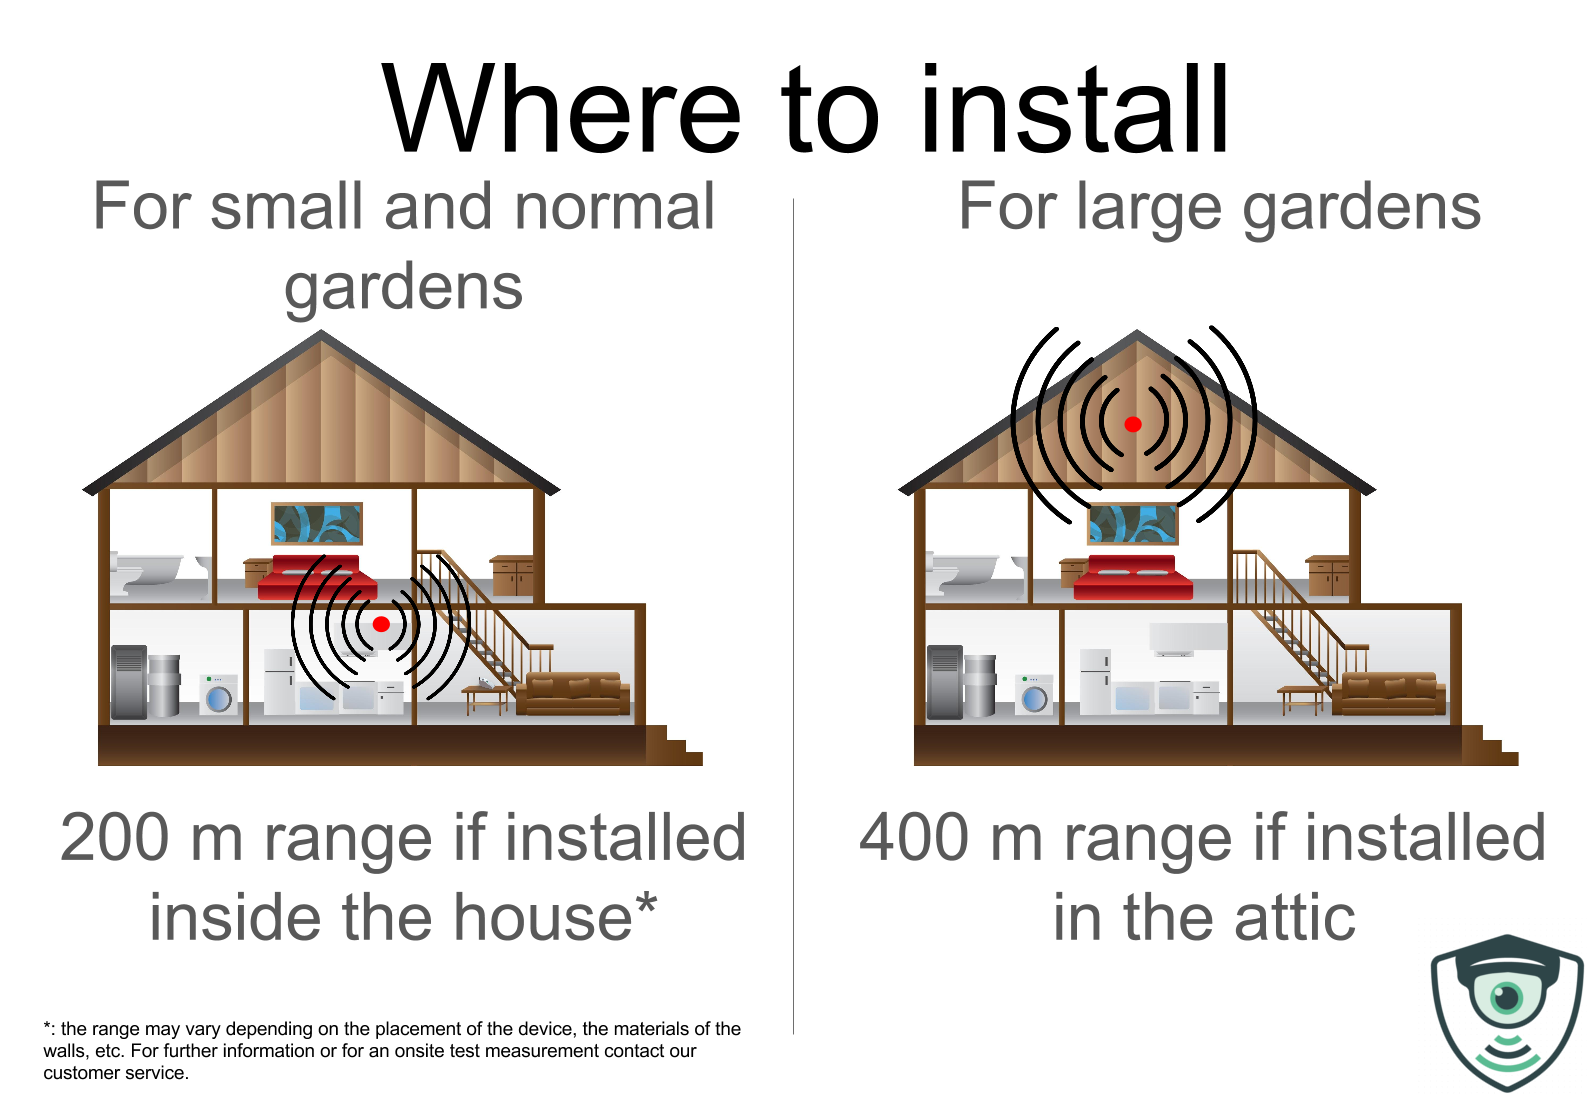 Where to install
For small and normal
gardens
200 m range if installed
inside the house*
*: the range may vary depending on the placement of the device, the materials of the
walls, etc. For further information or for an onsite test measurement contact our
customer service.
For large gardens
400 m range if installed
in the attic